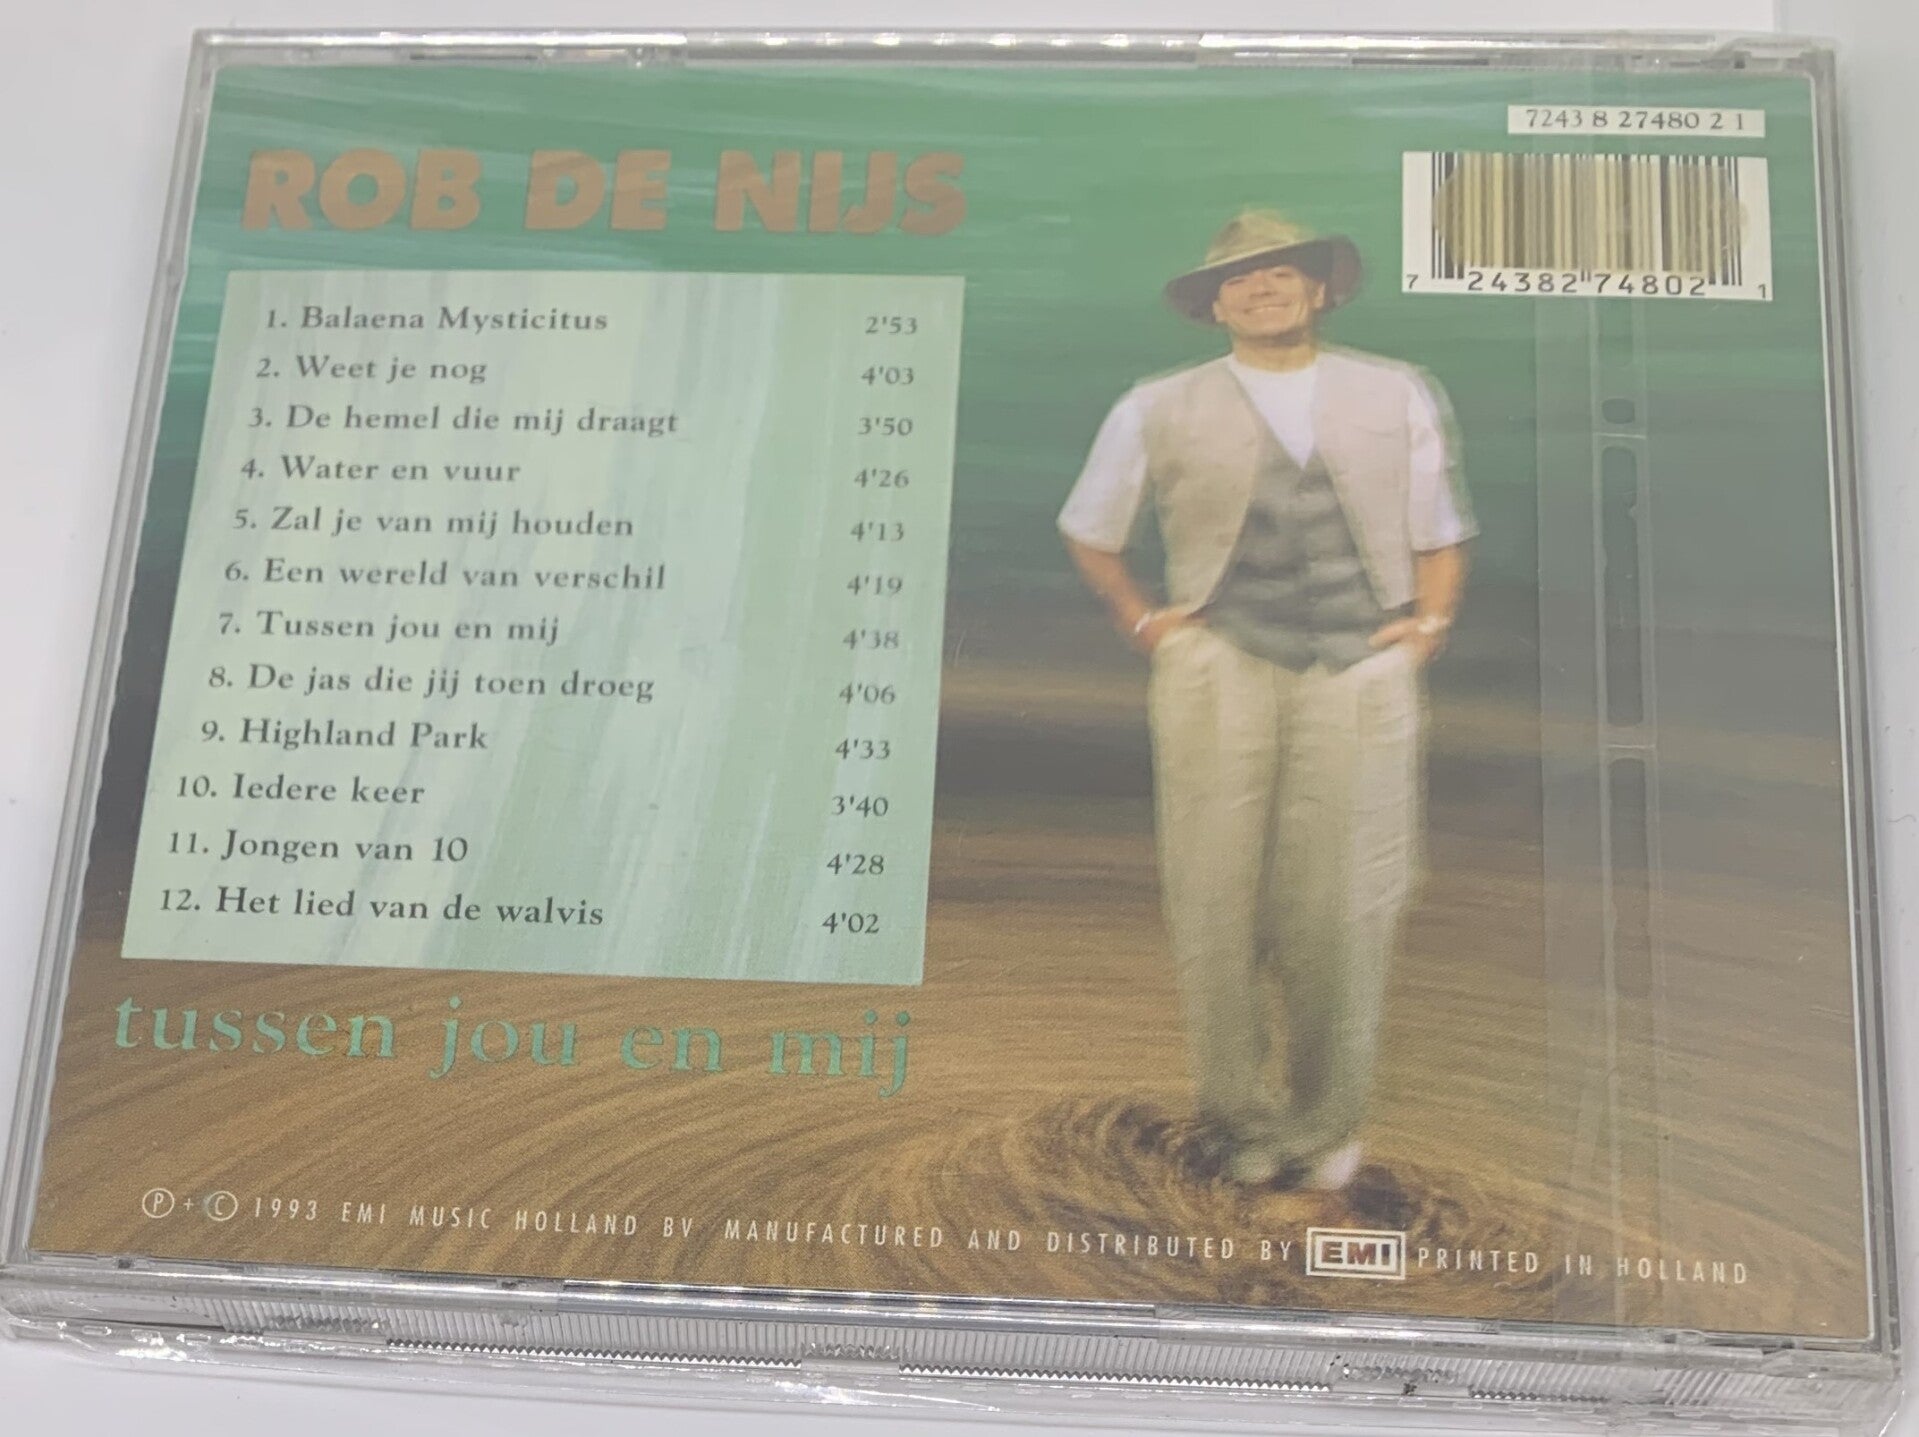 7243 8 27480 2 1
7 24382 74802 1
ROB DE NIJS
1. Balaena Mysticitus 2'53
2. Weet je nog 4'03
3. De hemel die mij draagt 3'50
4. Water en vuur 4'26
5. Zal je van mij houden 4'13
6. Een wereld van verschil 4'19
7. Tussen jou en mij 4'38
8. De jas die jij toen droeg 4'06
9. Highland Park 4'33
10. Iedere keer 3'40
11. Jongen van 10 4'28
12. Het lied van de walvis 4'02
tussen jou en mij
Ⓟ + © 1993 EMI MUSIC HOLLAND BV MANUFACTURED AND DISTRIBUTED BY EMI PRINTED IN HOLLAND